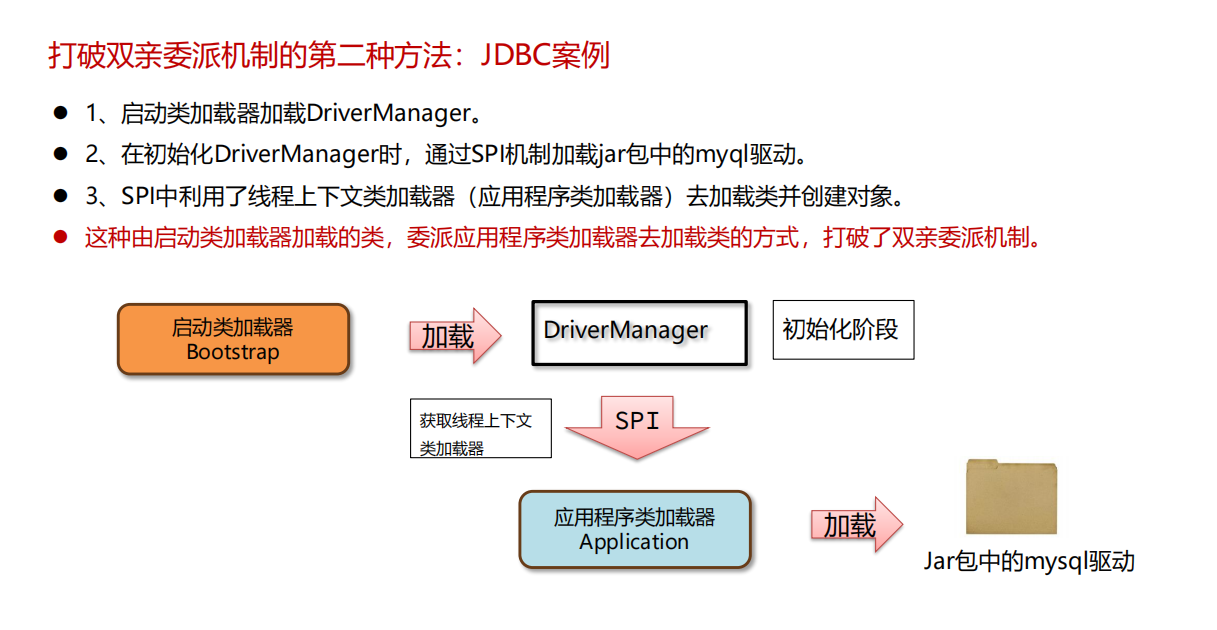 打破双亲委派机制的第二种方法：JDBC案例
● 1、启动类加载器加载DriverManager。
● 2、在初始化DriverManager时，通过SPI机制加载jar包中的myql驱动。
● 3、SPI中利用了线程上下文类加载器（应用程序类加载器）去加载类并创建对象。
● 这种由启动类加载器加载的类，委派应用程序类加载器去加载类的方式，打破了双亲委派机制。
启动类加载器
Bootstrap
加载
DriverManager
初始化阶段
获取线程上下文
类加载器
SPI
应用程序类加载器
Application
加载
Jar包中的mysql驱动